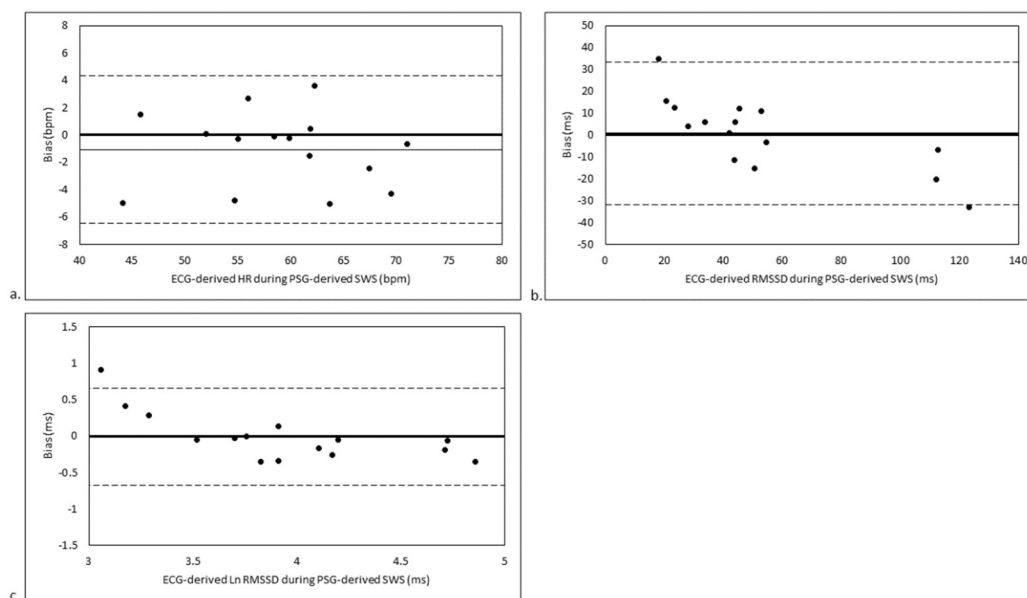 8
6
4
2
0
-2
-4
-6
-8
Bias (bpm)
40 45 50 55 60 65 70 75 80
ECG-derived HR during PSG-derived SWS (bpm)
a.
50
40
30
20
10
0
-10
-20
-30
-40
-50
Bias (ms)
0 20 40 60 80 100 120 140
ECG-derived RMSSD during PSG-derived SWS (ms)
b.
1.5
1
0.5
0
-0.5
-1
-1.5
Bias (ms)
3 3.5 4 4.5 5
ECG-derived Ln RMSSD during PSG-derived SWS (ms)
c.